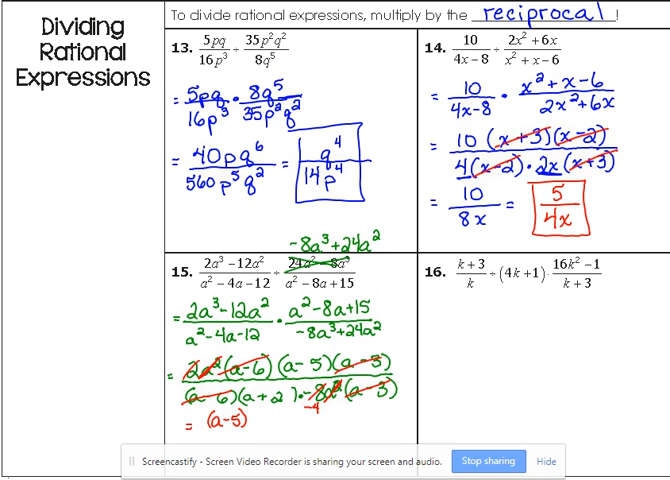 Dividing
Rational
Expressions
To divide rational expressions, multiply by the reciprocal!
13. 5pq/16p³ ÷ 35p²q²/8q⁵
= 5pq/16p³ · 8q⁵/35p²q²
= 40pq⁶/560p⁵q² = q⁴/14p⁴
14. 10/(4x − 8) ÷ (2x² + 6x)/(x² + x − 6)
= 10/(4x-8) · (x²+x-6)/(2x²+6x)
= 10(x+3)(x-2)/4(x-2)·2x(x+3)
= 10/8x = 5/4x
-8a³+24a²
15. (2a³ − 12a²)/(a² − 4a − 12) ÷ (24a² − 8a³)/(a² − 8a + 15)
= (2a³-12a²)/(a²-4a-12) · (a²-8a+15)/(-8a³+24a²)
= 2a²(a-6)(a-5)(a-3)/(a-6)(a+2)·-8a²(a-3)
-4
= (a-5)
16. (k + 3)/k ÷ (4k + 1) · (16k² − 1)/(k + 3)
Screencastify - Screen Video Recorder is sharing your screen and audio.
Stop sharing
Hide